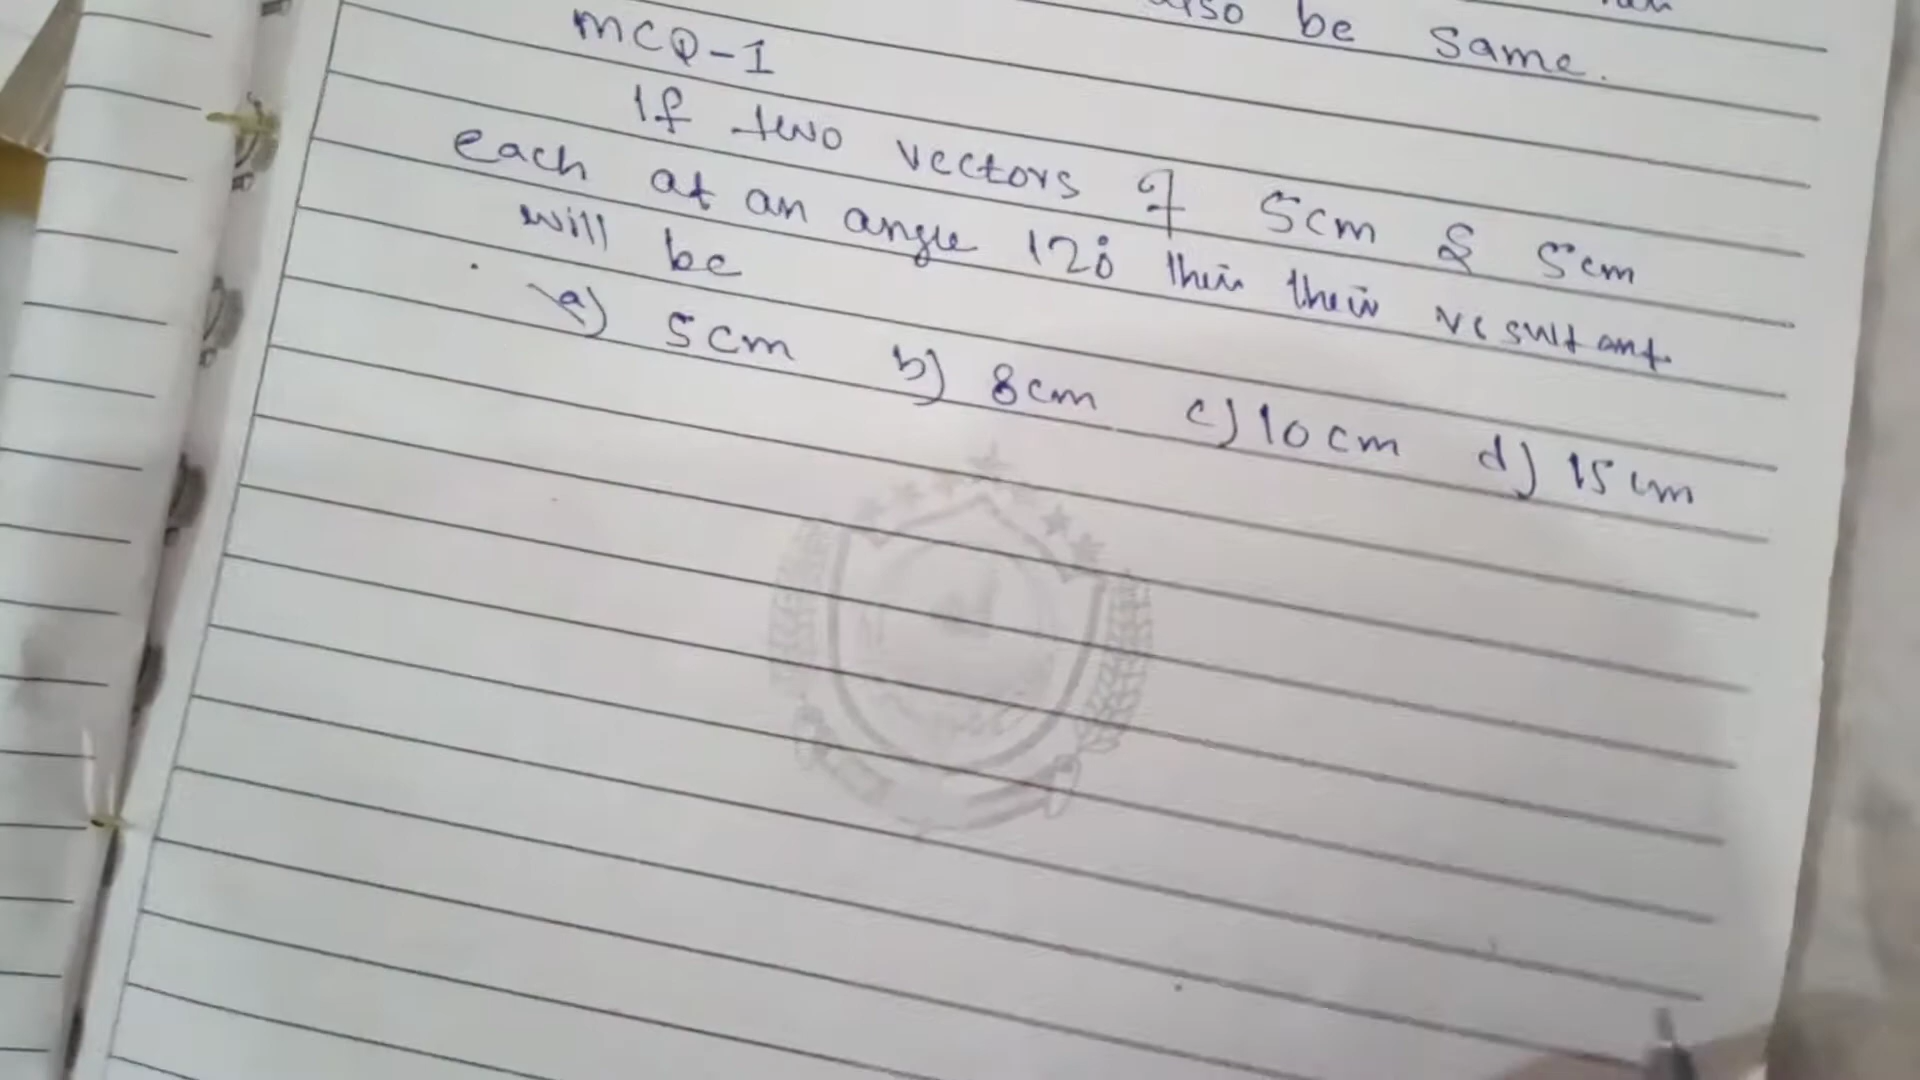 also be same.
MCQ-1
If two vectors of 5cm & 5cm
each at an angle 120° then their resultant
will be
a) 5cm b) 8cm c) 10cm d) 15cm